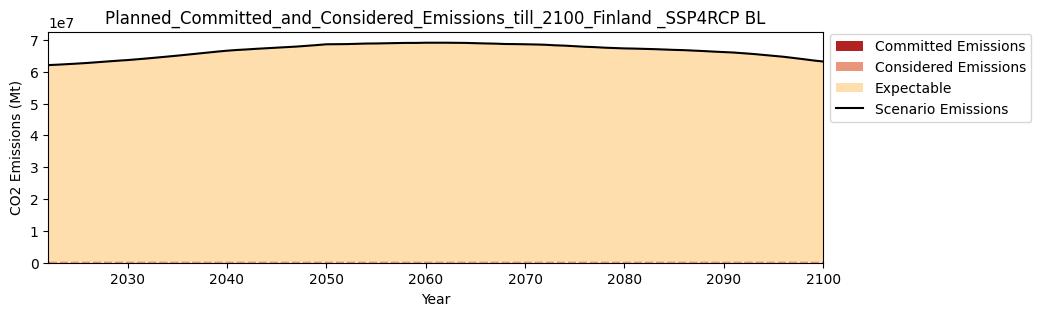 Planned_Committed_and_Considered_Emissions_till_2100_Finland _SSP4RCP BL
1e7
7
6
5
4
3
2
1
0
CO2 Emissions (Mt)
2030 2040 2050 2060 2070 2080 2090 2100
Year
Committed Emissions
Considered Emissions
Expectable
Scenario Emissions